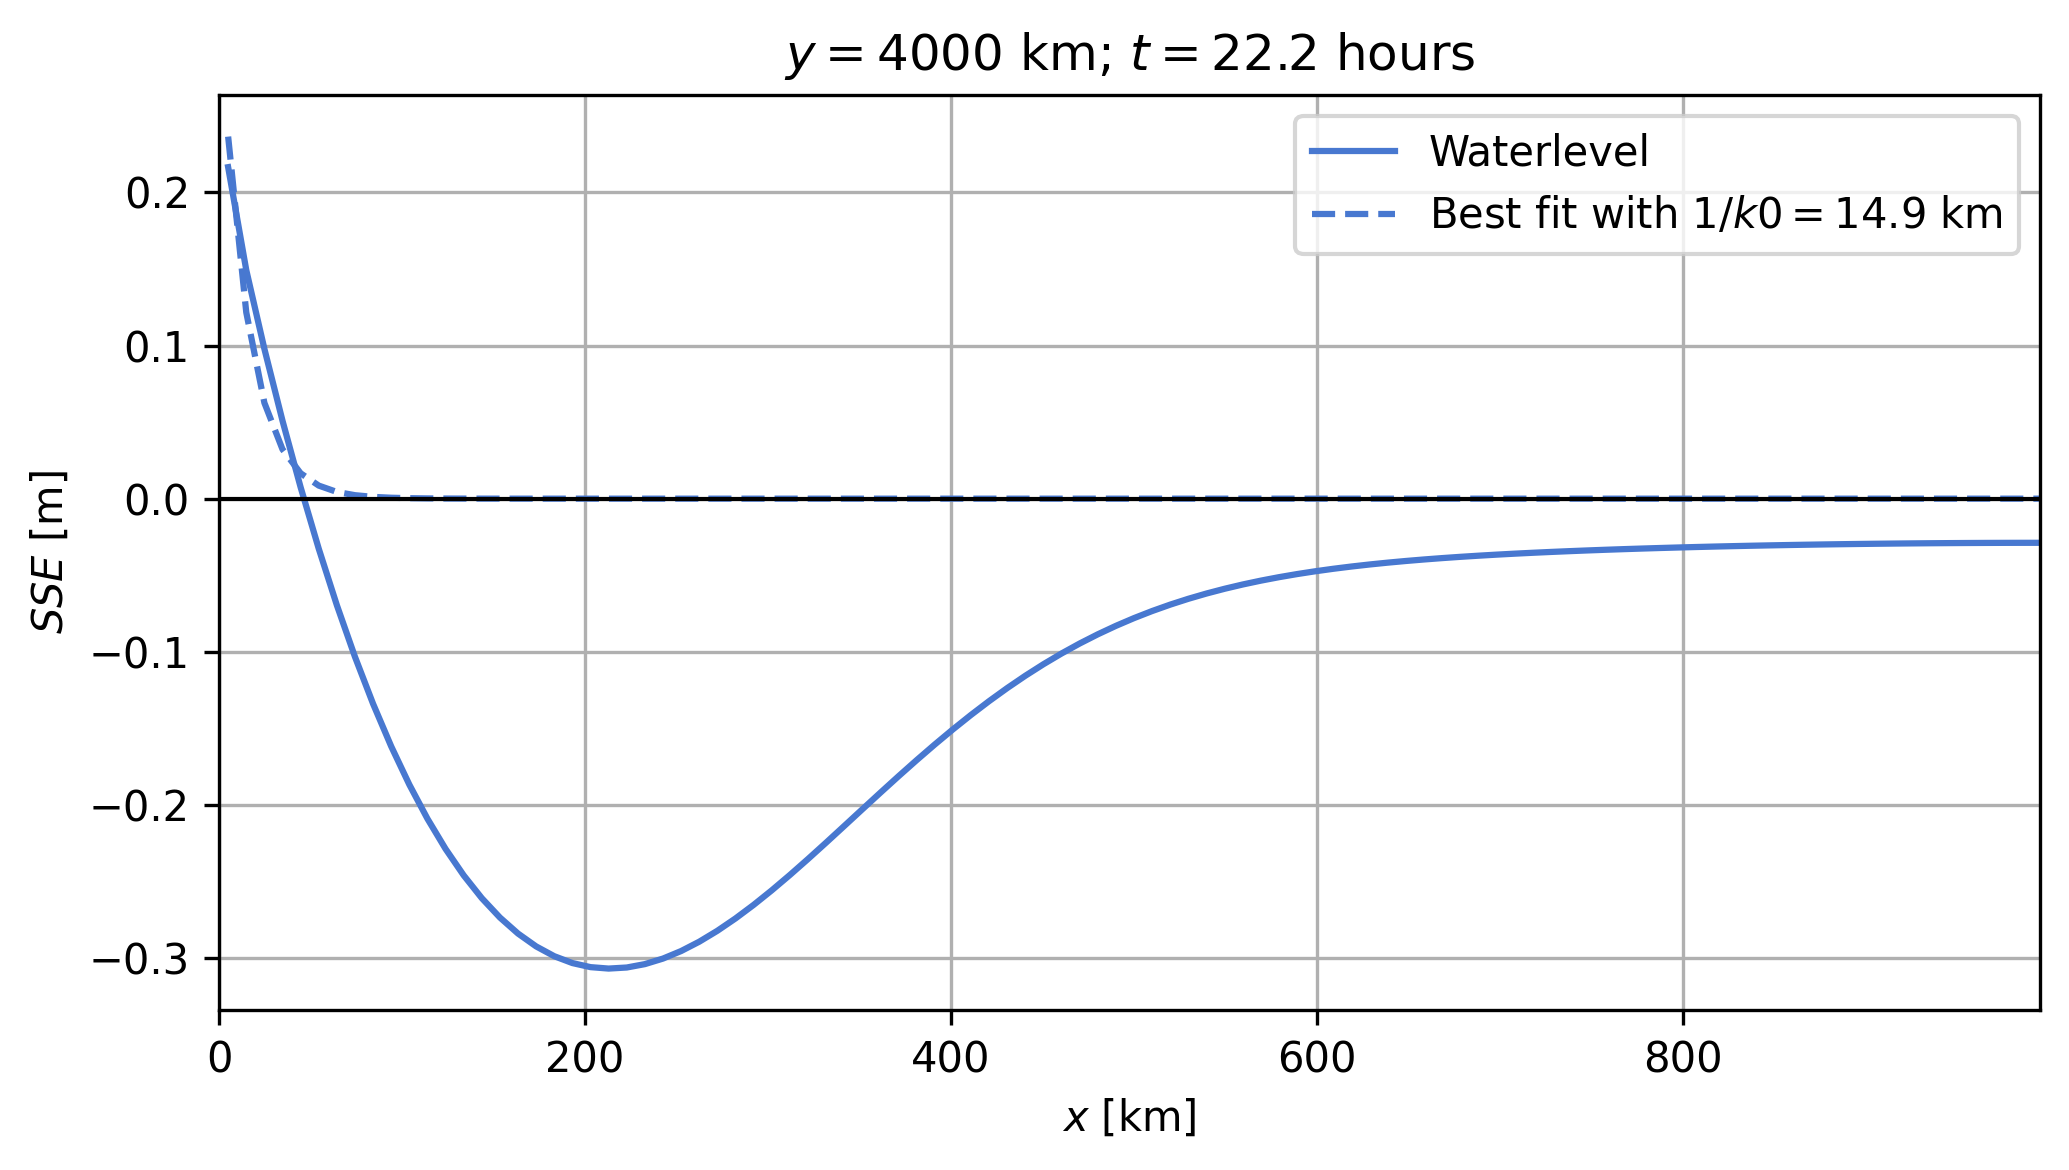 y = 4000 km; t = 22.2 hours
Waterlevel
Best fit with 1/k0 = 14.9 km
SSE [m]
0.2
0.1
0.0
−0.1
−0.2
−0.3
0 200 400 600 800
x [km]